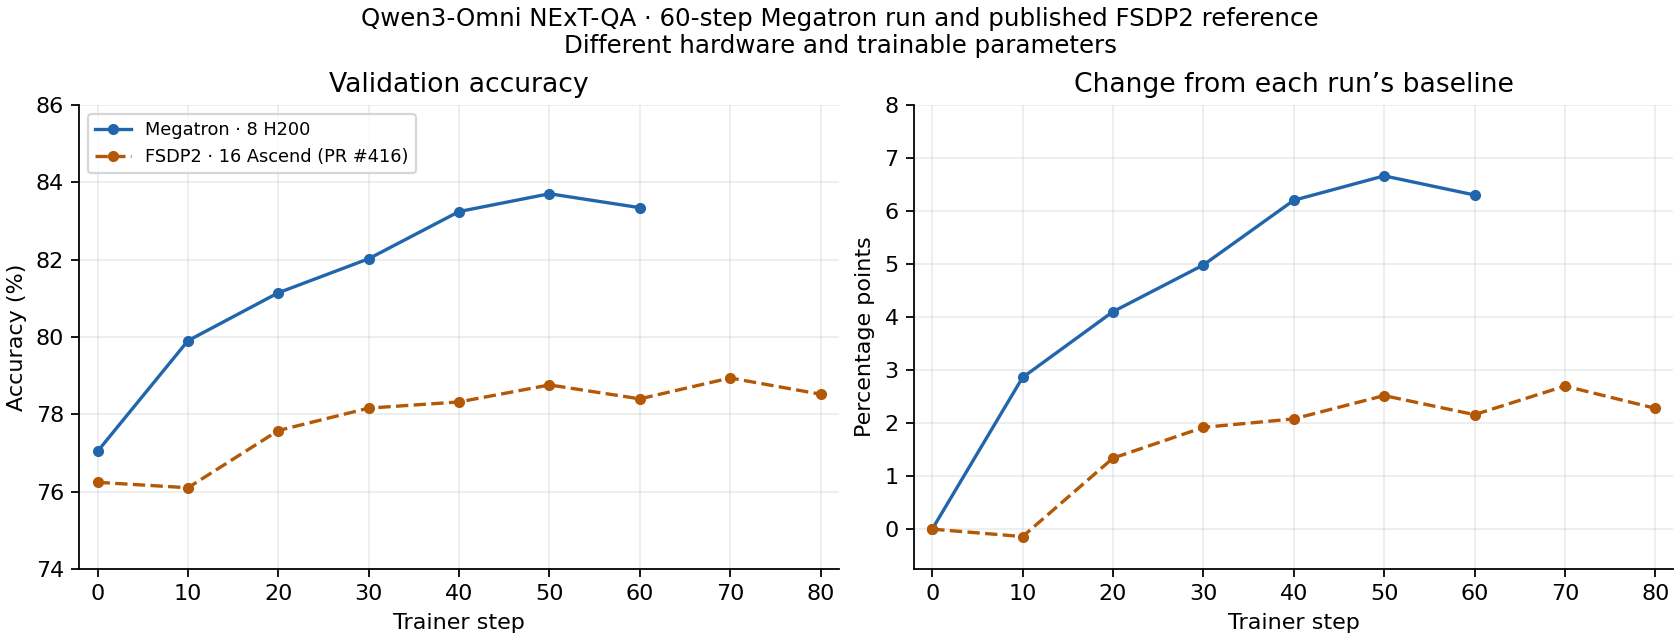 Qwen3-Omni NExT-QA · 60-step Megatron run and published FSDP2 reference
Different hardware and trainable parameters
Validation accuracy
Accuracy (%)
86
84
82
80
78
76
74
Megatron · 8 H200
FSDP2 · 16 Ascend (PR #416)
0 10 20 30 40 50 60 70 80
Trainer step
Change from each run’s baseline
Percentage points
8
7
6
5
4
3
2
1
0
0 10 20 30 40 50 60 70 80
Trainer step